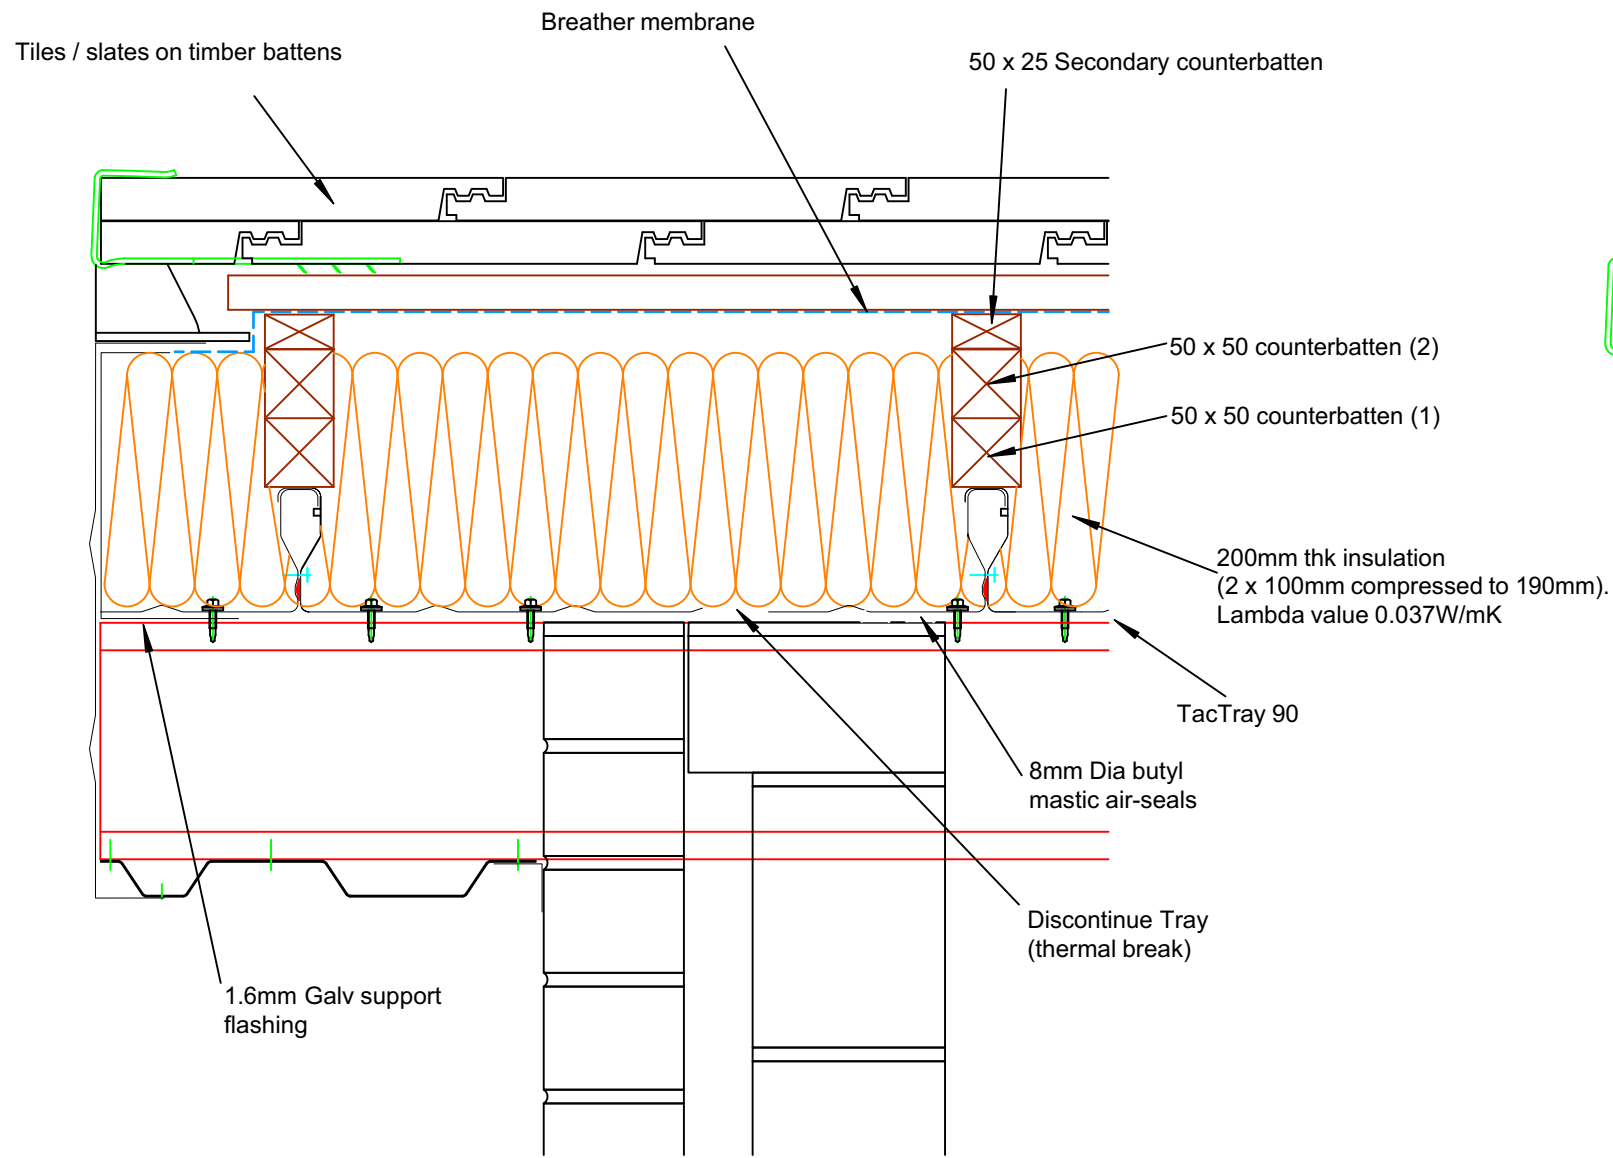 Breather membrane
Tiles / slates on timber battens
50 x 25 Secondary counterbatten
50 x 50 counterbatten (2)
50 x 50 counterbatten (1)
200mm thk insulation
(2 x 100mm compressed to 190mm).
Lambda value 0.037W/mK
TacTray 90
8mm Dia butyl
mastic air-seals
Discontinue Tray
(thermal break)
1.6mm Galv support
flashing